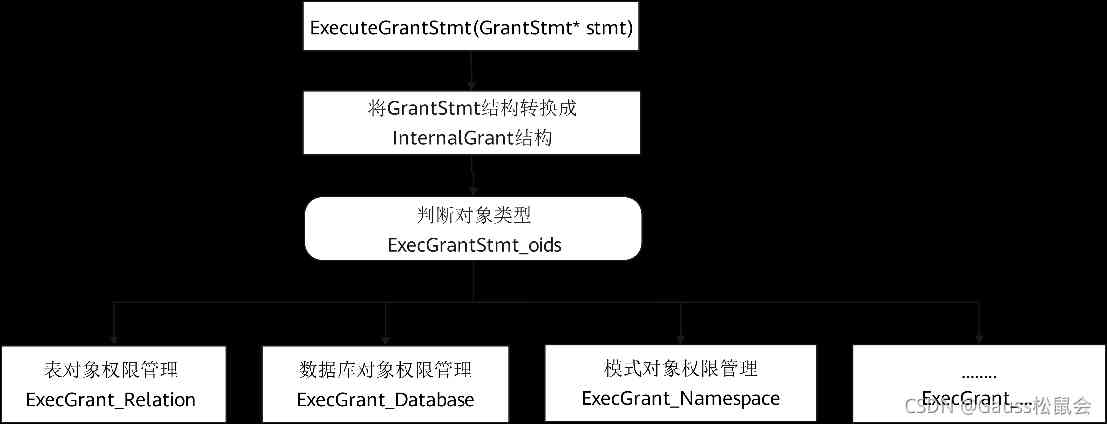 ExecuteGrantStmt(GrantStmt* stmt)
将GrantStmt结构转换成
InternalGrant结构
判断对象类型
ExecGrantStmt_oids
表对象权限管理
ExecGrant_Relation
数据库对象权限管理
ExecGrant_Database
模式对象权限管理
ExecGrant_Namespace
........
ExecGrant_...
CSDN @Gauss松鼠会